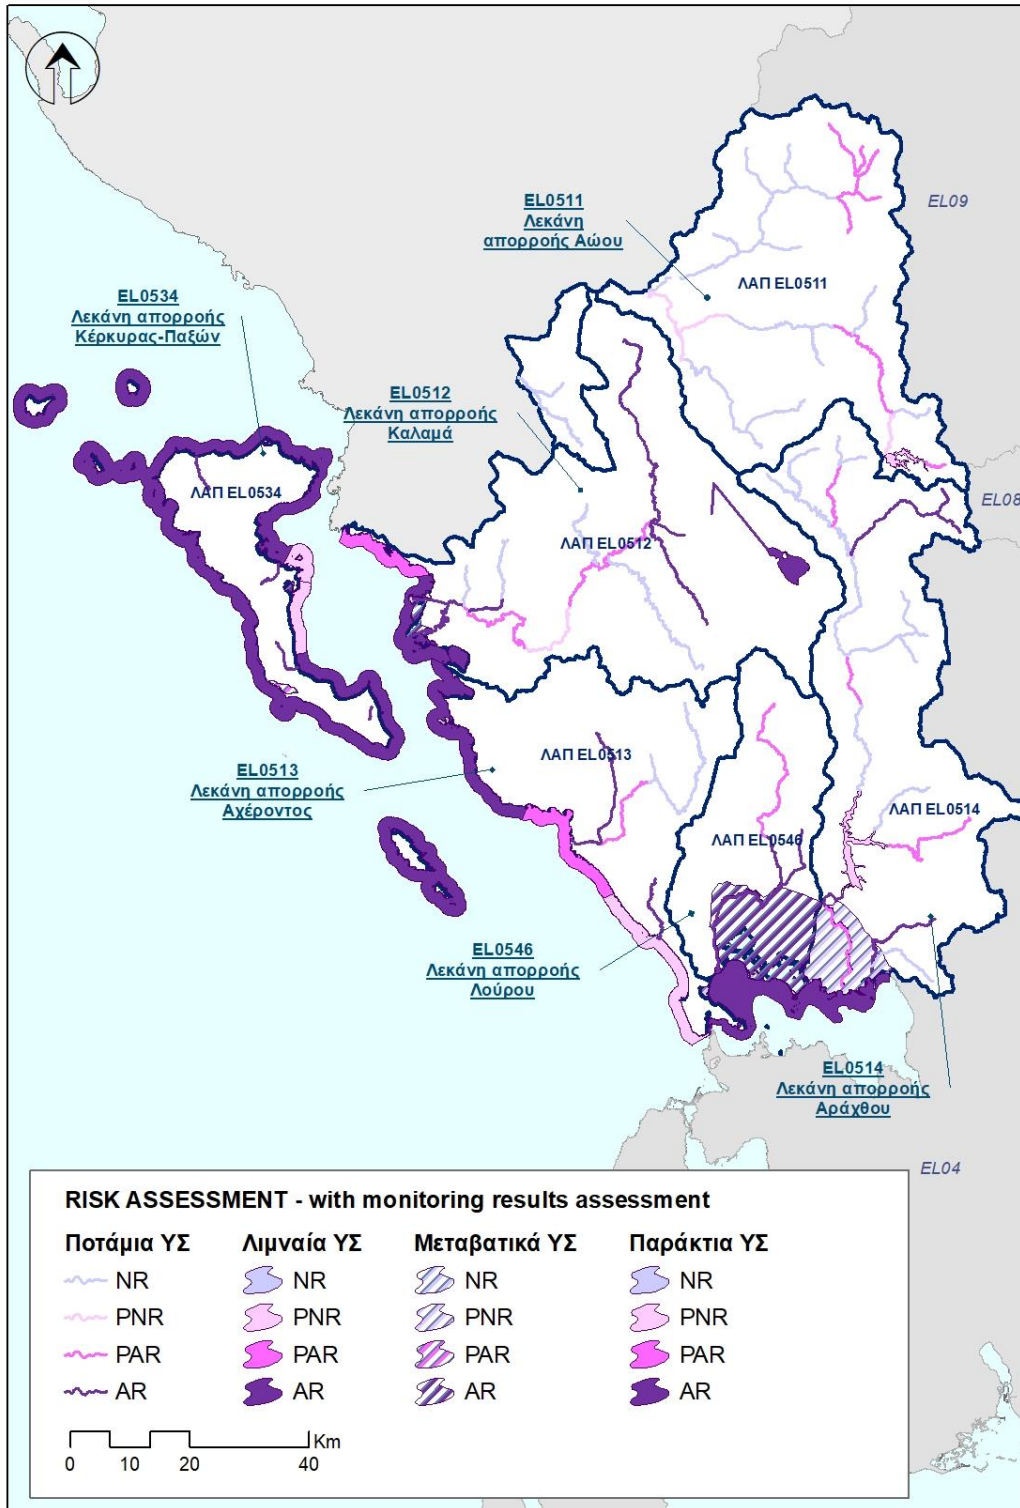 EL09
EL0511
Λεκάνη
απορροής Αώου
ΛΑΠ EL0511
EL0534
Λεκάνη απορροής
Κέρκυρας-Παξών
EL0512
Λεκάνη απορροής
Καλαμά
ΛΑΠ EL0534
EL08
ΛΑΠ EL0512
ΛΑΠ EL0513
EL0513
Λεκάνη απορροής
Αχέροντος
ΛΑΠ EL0514
ΛΑΠ EL0546
EL0546
Λεκάνη απορροής
Λούρου
EL0514
Λεκάνη απορροής
Αράχθου
EL04
RISK ASSESSMENT - with monitoring results assessment
Ποτάμια ΥΣ
NR
PNR
PAR
AR
Λιμναία ΥΣ
NR
PNR
PAR
AR
Μεταβατικά ΥΣ
NR
PNR
PAR
AR
Παράκτια ΥΣ
NR
PNR
PAR
AR
Km
0 10 20 40